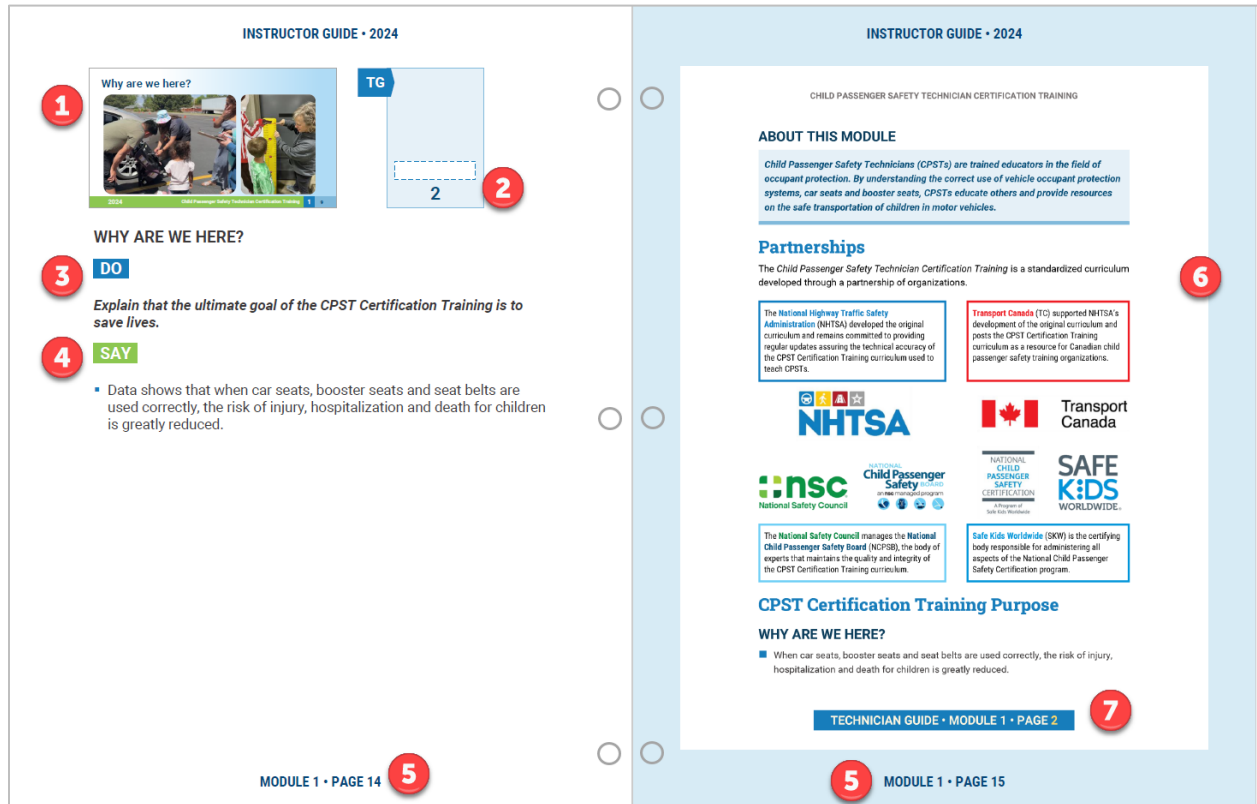 INSTRUCTOR GUIDE • 2024
1
Why are we here?
2024
Child Passenger Safety Technician Certification Training
1
TG
2
2
WHY ARE WE HERE?
3
DO
Explain that the ultimate goal of the CPST Certification Training is to
save lives.
4
SAY
▪ Data shows that when car seats, booster seats and seat belts are
used correctly, the risk of injury, hospitalization and death for children
is greatly reduced.
MODULE 1 • PAGE 14
5
INSTRUCTOR GUIDE • 2024
CHILD PASSENGER SAFETY TECHNICIAN CERTIFICATION TRAINING
ABOUT THIS MODULE
Child Passenger Safety Technicians (CPSTs) are trained educators in the field of
occupant protection. By understanding the correct use of vehicle occupant protection
systems, car seats and booster seats, CPSTs educate others and provide resources
on the safe transportation of children in motor vehicles.
Partnerships
The Child Passenger Safety Technician Certification Training is a standardized curriculum
developed through a partnership of organizations.
6
The National Highway Traffic Safety
Administration (NHTSA) developed the original
curriculum and remains committed to providing
regular updates assuring the technical accuracy of
the CPST Certification Training curriculum used to
teach CPSTs.
Transport Canada (TC) supported NHTSA's
development of the original curriculum and
posts the CPST Certification Training
curriculum as a resource for Canadian child
passenger safety training organizations.
NHTSA
Transport
Canada
nsc
National Safety Council
NATIONAL
Child Passenger
Safety BOARD
an nsc managed program
NATIONAL
CHILD
PASSENGER
SAFETY
CERTIFICATION
A Program of
Safe Kids Worldwide
SAFE
KIDS
WORLDWIDE.
The National Safety Council manages the National
Child Passenger Safety Board (NCPSB), the body of
experts that maintains the quality and integrity of
the CPST Certification Training curriculum.
Safe Kids Worldwide (SKW) is the certifying
body responsible for administering all
aspects of the National Child Passenger
Safety Certification program.
CPST Certification Training Purpose
WHY ARE WE HERE?
■ When car seats, booster seats and seat belts are used correctly, the risk of injury,
hospitalization and death for children is greatly reduced.
TECHNICIAN GUIDE • MODULE 1 • PAGE 2
7
5
MODULE 1 • PAGE 15